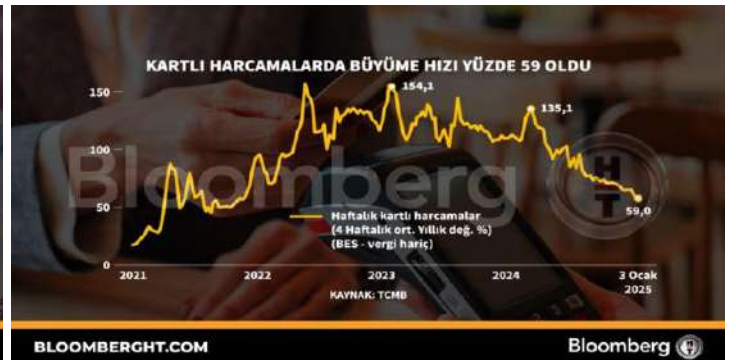 KARTLI HARCAMALARDA BÜYÜME HIZI YÜZDE 59 OLDU
150
154,1
135,1
100
50
59,0
0
Haftalık kartlı harcamalar
(4 Haftalık ort. Yıllık değ. %)
(BES - vergi hariç)
2021
2022
2023
2024
3 Ocak
2025
KAYNAK: TCMB
Bloomberg HT
BLOOMBERGHT.COM
Bloomberg HT